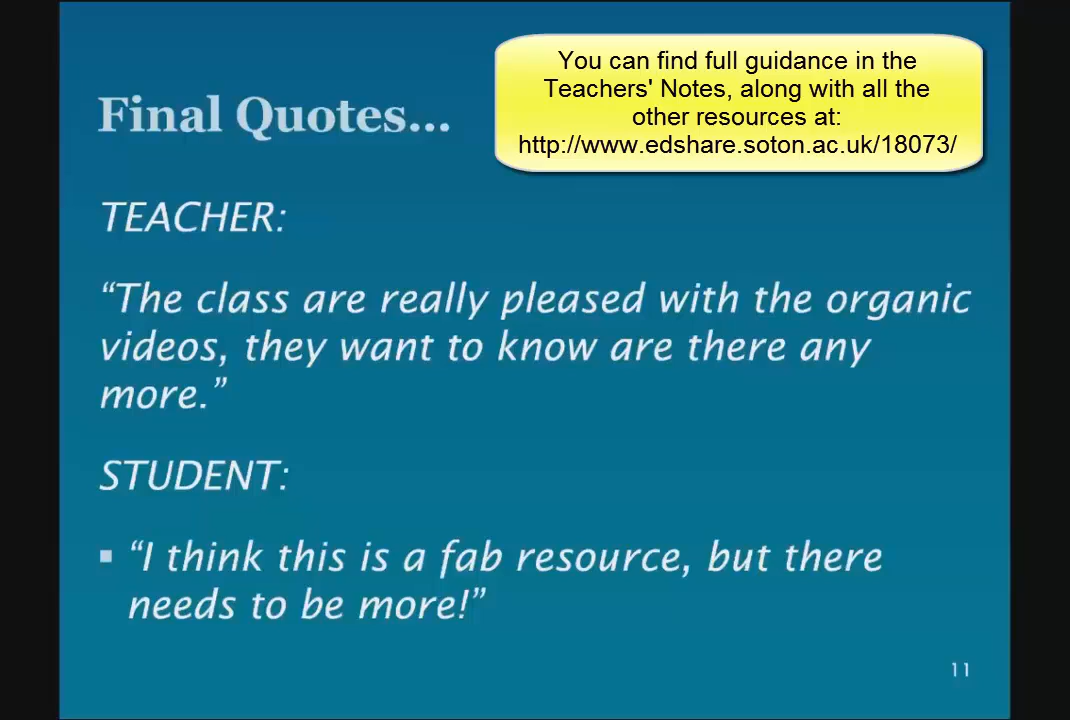 You can find full guidance in the
Teachers' Notes, along with all the
other resources at:
http://www.edshare.soton.ac.uk/18073/
Final Quotes...
TEACHER:
“The class are really pleased with the organic
videos, they want to know are there any
more.”
STUDENT:
▪ “I think this is a fab resource, but there
needs to be more!”
11